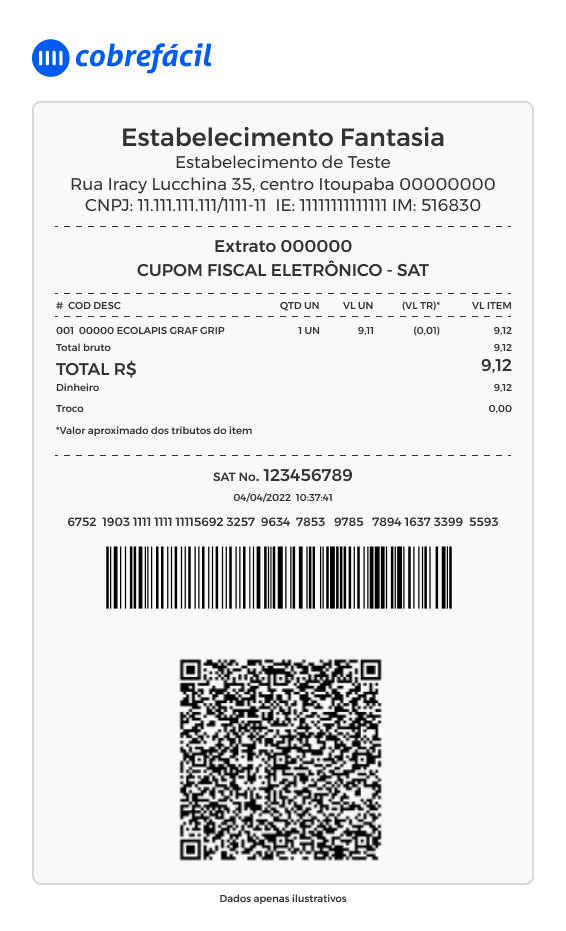 cobrefácil
Estabelecimento Fantasia
Estabelecimento de Teste
Rua Iracy Lucchina 35, centro Itoupaba 00000000
CNPJ: 11.111.111.111/1111-11 IE: 11111111111111 IM: 516830
Extrato 000000
CUPOM FISCAL ELETRÔNICO - SAT
# COD DESC QTD UN VL UN (VL TR)* VL ITEM
001 00000 ECOLAPIS GRAF GRIP 1 UN 9,11 (0,01) 9,12
Total bruto 9,12
TOTAL R$ 9,12
Dinheiro 9,12
Troco 0,00
*Valor aproximado dos tributos do item
SAT No. 123456789
04/04/2022 10:37:41
6752 1903 1111 1111 11115692 3257 9634 7853 9785 7894 1637 3399 5593
Dados apenas ilustrativos